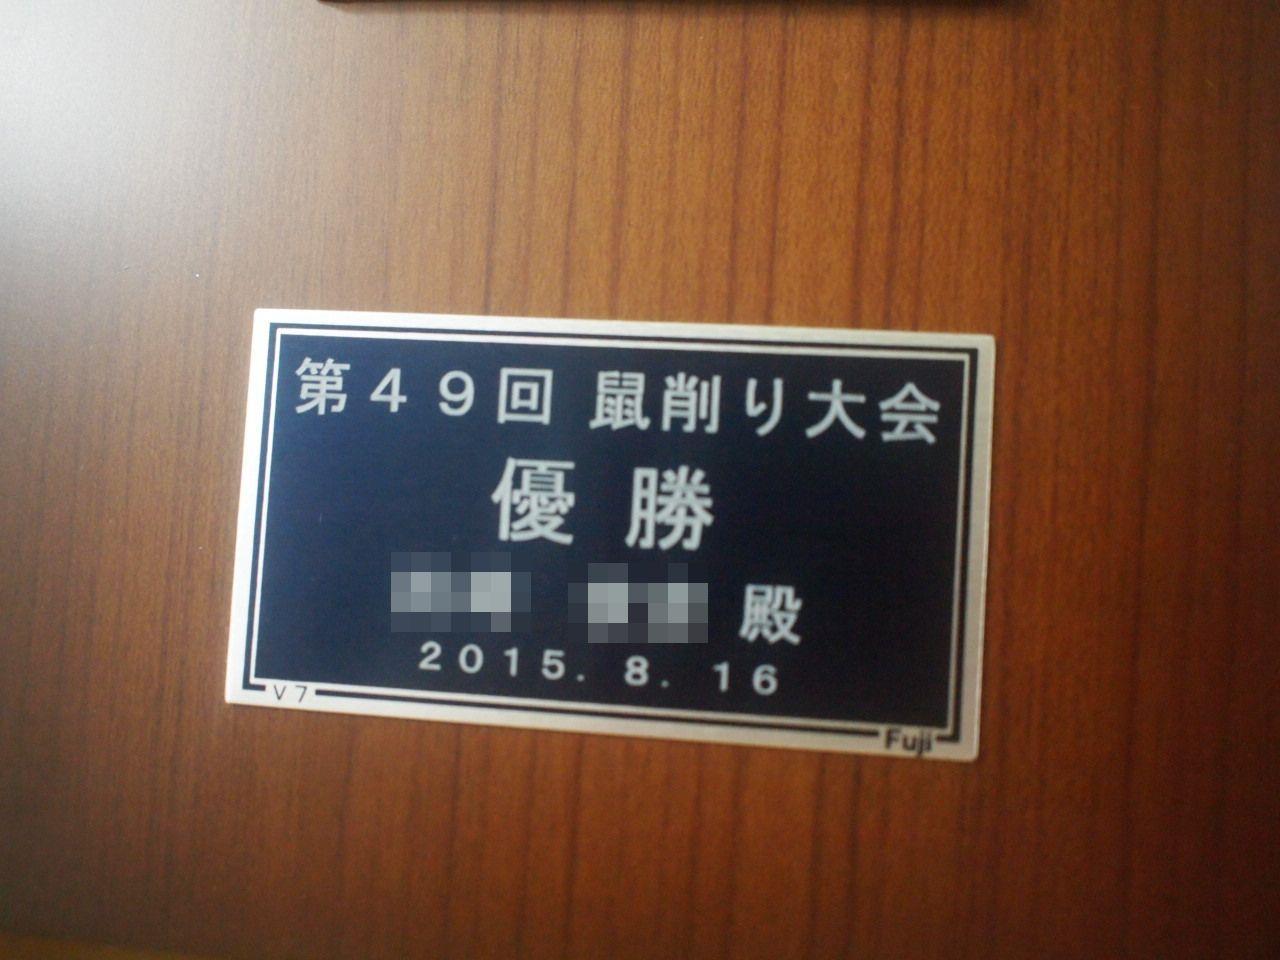 第４９回 鼠削り大会
優勝
殿
２０１５．８．１６
V7
Fuji